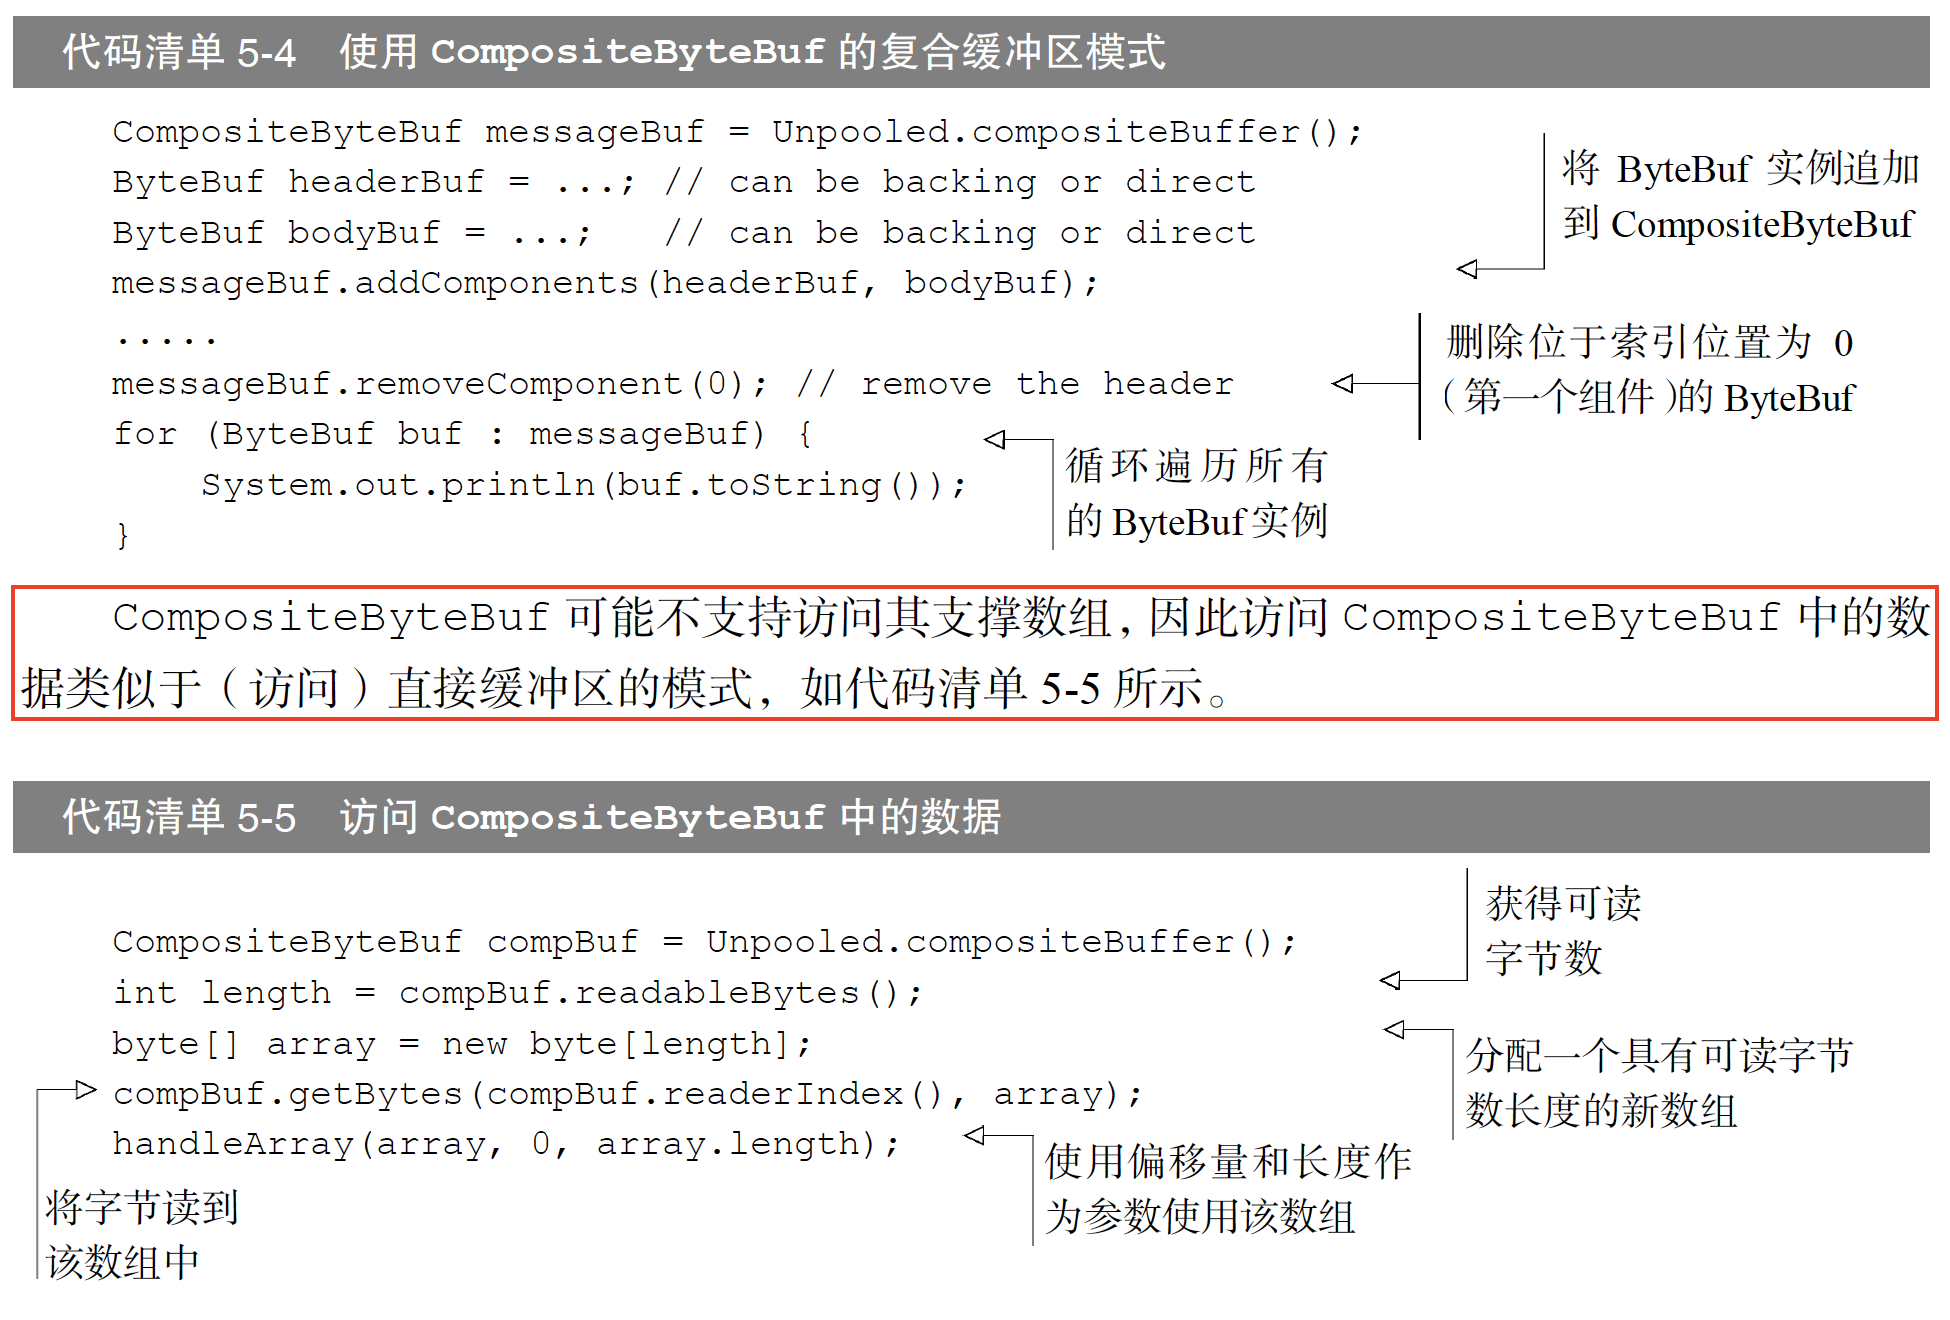 代码清单 5-4　使用 CompositeByteBuf 的复合缓冲区模式
CompositeByteBuf messageBuf = Unpooled.compositeBuffer();
ByteBuf headerBuf = ...; // can be backing or direct
ByteBuf bodyBuf = ...;   // can be backing or direct
messageBuf.addComponents(headerBuf, bodyBuf);
将 ByteBuf 实例追加
到 CompositeByteBuf
.....
messageBuf.removeComponent(0); // remove the header
删除位于索引位置为 0
（第一个组件）的 ByteBuf
for (ByteBuf buf : messageBuf) {
    System.out.println(buf.toString());
}
循环遍历所有
的 ByteBuf 实例
CompositeByteBuf 可能不支持访问其支撑数组，因此访问 CompositeByteBuf 中的数
据类似于（访问）直接缓冲区的模式，如代码清单 5-5 所示。
代码清单 5-5　访问 CompositeByteBuf 中的数据
CompositeByteBuf compBuf = Unpooled.compositeBuffer();
int length = compBuf.readableBytes();
获得可读
字节数
byte[] array = new byte[length];
分配一个具有可读字节
数长度的新数组
compBuf.getBytes(compBuf.readerIndex(), array);
handleArray(array, 0, array.length);
将字节读到
该数组中
使用偏移量和长度作
为参数使用该数组